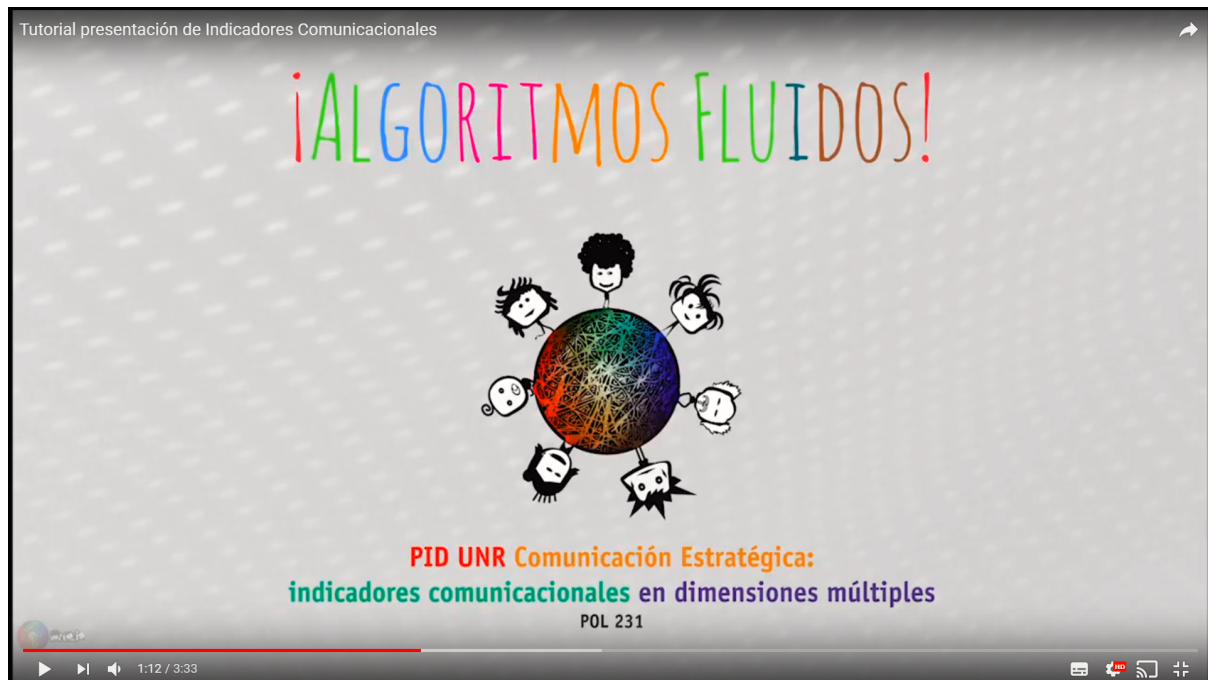 Tutorial presentación de Indicadores Comunicacionales
¡ALGORITMOS FLUIDOS!
PID UNR Comunicación Estratégica:
indicadores comunicacionales en dimensiones múltiples
POL 231
1:12 / 3:33
HD